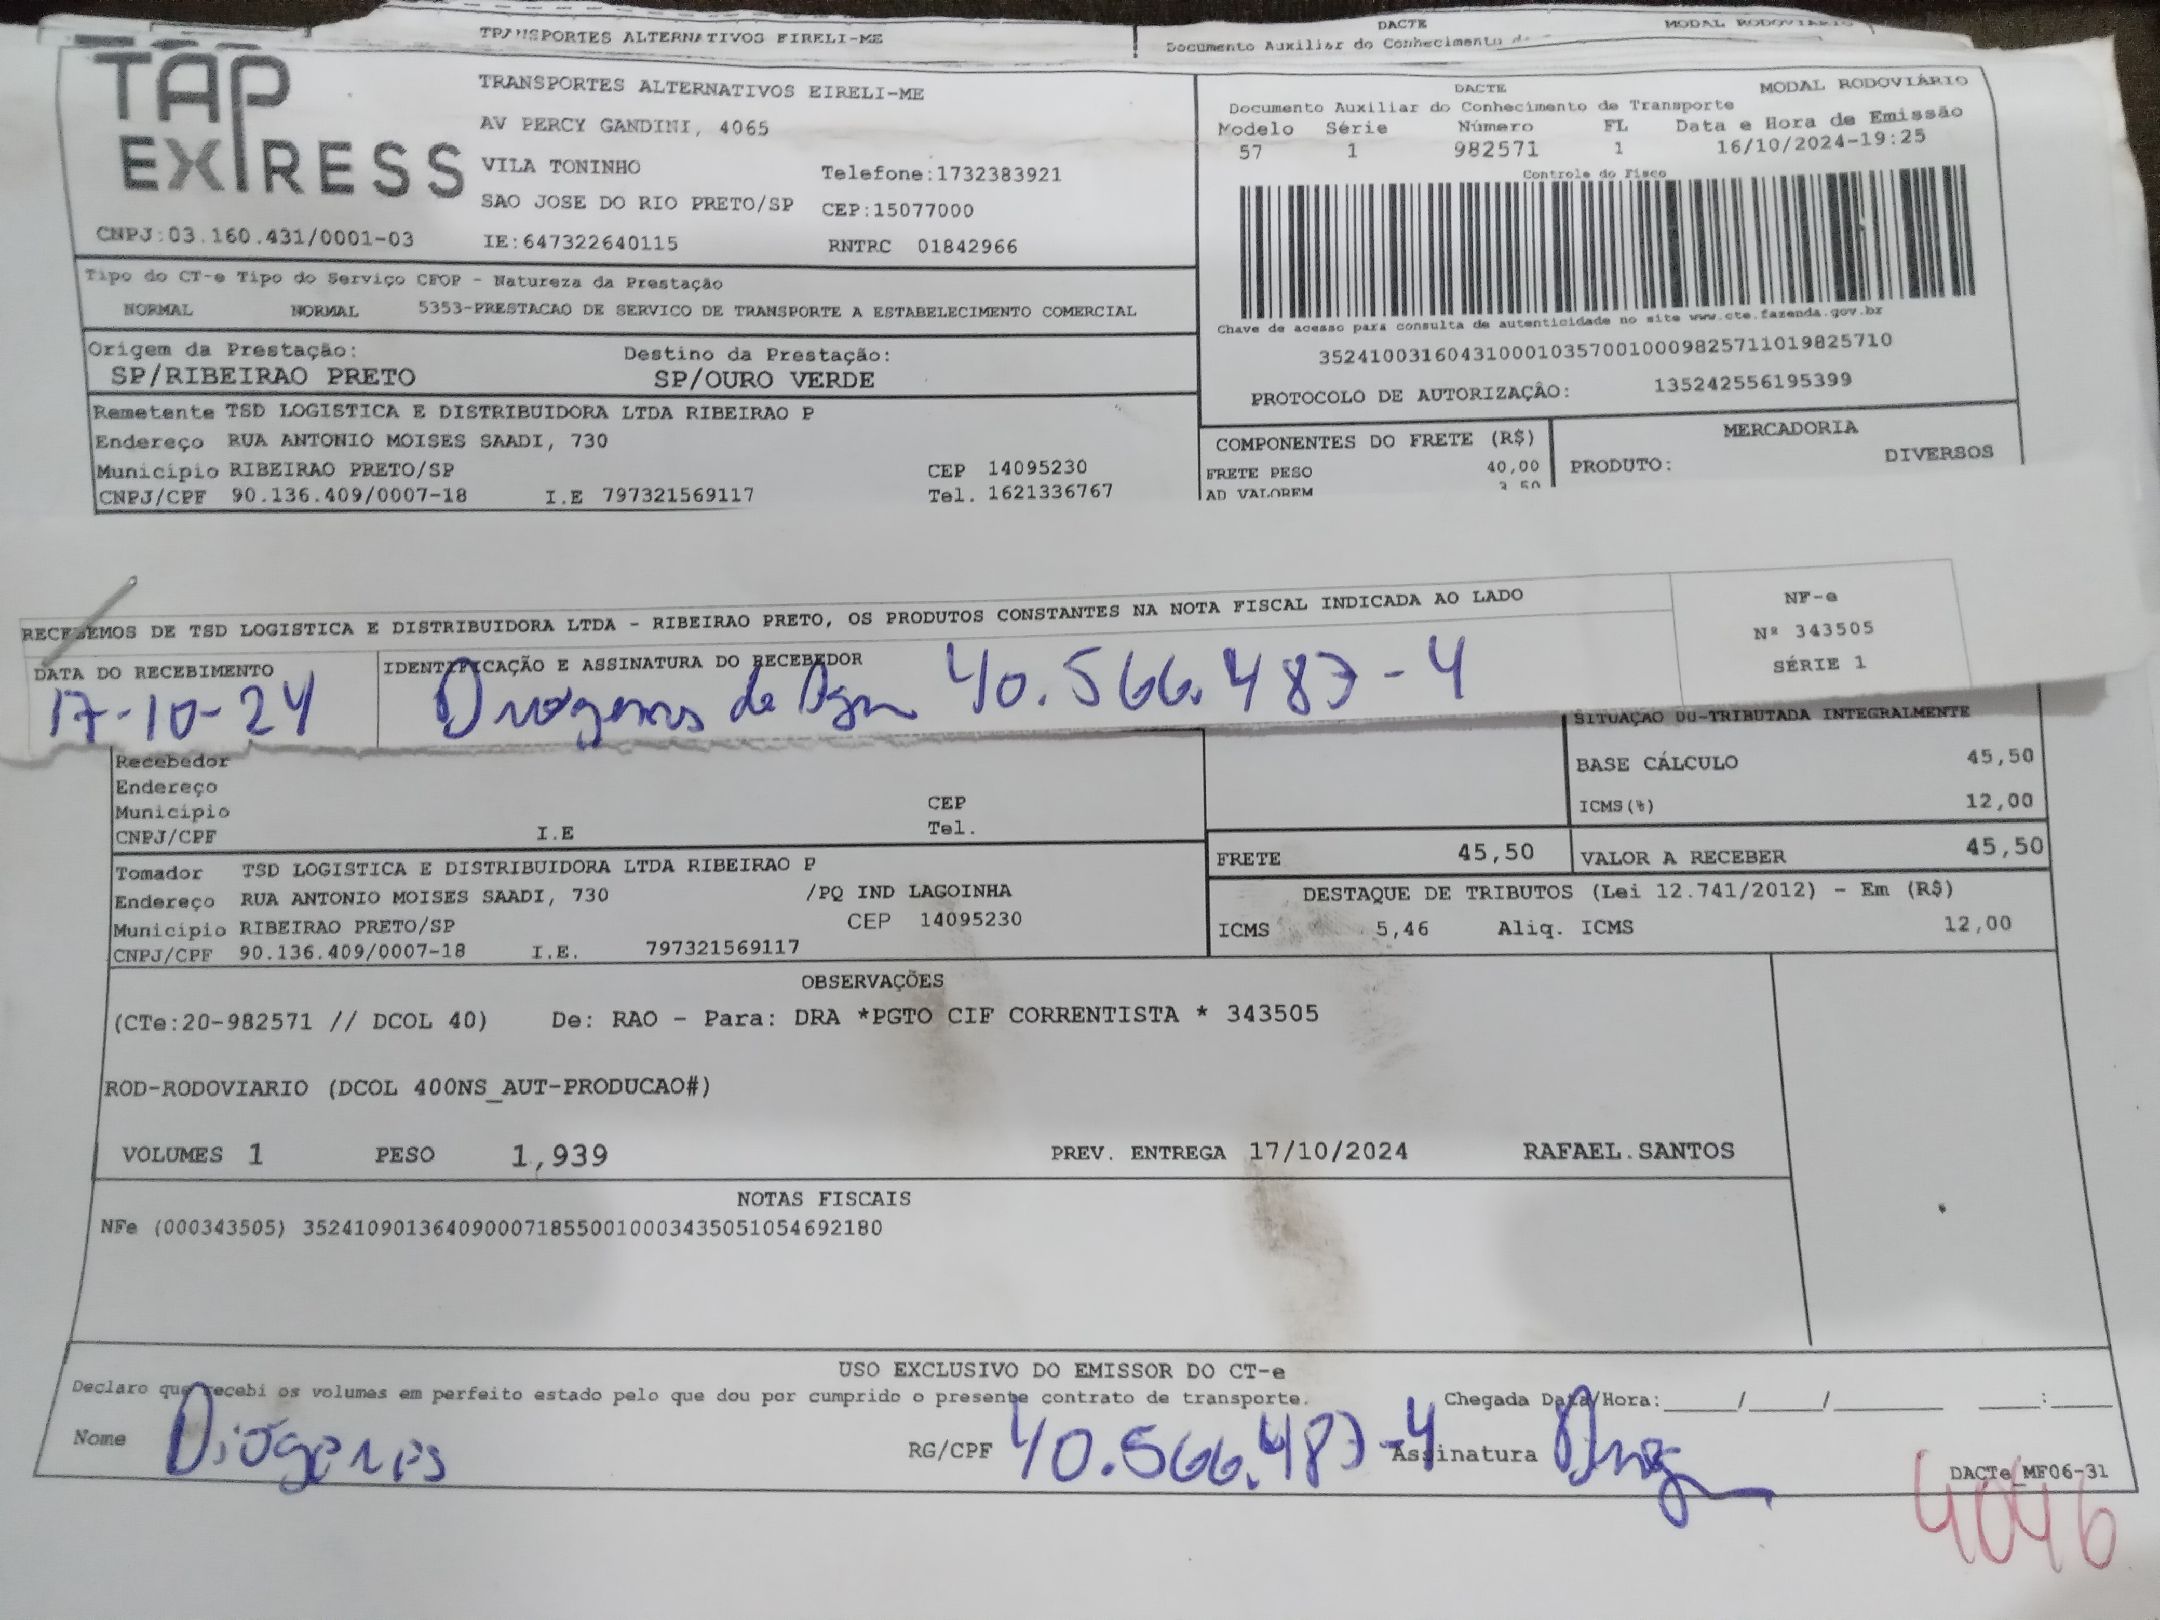 TRANSPORTES ALTERNATIVOS EIRELI-ME
DACTE
MODAL RODOVIÁRIO
Documento Auxiliar do Conhecimento de
TAP EXPRESS
TRANSPORTES ALTERNATIVOS EIRELI-ME
AV PERCY GANDINI, 4065
VILA TONINHO
Telefone:1732383921
SAO JOSE DO RIO PRETO/SP CEP:15077000
CNPJ:03.160.431/0001-03
IE:647322640115
RNTRC 01842966
DACTE
MODAL RODOVIÁRIO
Documento Auxiliar do Conhecimento de Transporte
Modelo Série Número FL Data e Hora de Emissão
57 1 982571 1 16/10/2024-19:25
Controle do Fisco
Chave de acesso para consulta de autenticidade no site www.cte.fazenda.gov.br
35241003160431000103570010009825711019825710
PROTOCOLO DE AUTORIZAÇÃO: 135242556195399
Tipo do CT-e Tipo do Serviço CFOP - Natureza da Prestação
NORMAL NORMAL 5353-PRESTACAO DE SERVICO DE TRANSPORTE A ESTABELECIMENTO COMERCIAL
Origem da Prestação: Destino da Prestação:
SP/RIBEIRAO PRETO SP/OURO VERDE
Remetente TSD LOGISTICA E DISTRIBUIDORA LTDA RIBEIRAO P
Endereço RUA ANTONIO MOISES SAADI, 730
Município RIBEIRAO PRETO/SP CEP 14095230
CNPJ/CPF 90.136.409/0007-18 I.E 797321569117 Tel. 1621336767
COMPONENTES DO FRETE (R$)
FRETE PESO 40,00
AD VALOREM 3,50
MERCADORIA
PRODUTO: DIVERSOS
RECEBEMOS DE TSD LOGISTICA E DISTRIBUIDORA LTDA - RIBEIRAO PRETO, OS PRODUTOS CONSTANTES NA NOTA FISCAL INDICADA AO LADO
NF-e
Nº 343505
SÉRIE 1
DATA DO RECEBIMENTO
17-10-24
IDENTIFICAÇÃO E ASSINATURA DO RECEBEDOR
Diogenes de 40.566.483-4
SITUAÇÃO 00-TRIBUTADA INTEGRALMENTE
BASE CÁLCULO 45,50
ICMS(%) 12,00
Recebedor
Endereço
Município CEP
CNPJ/CPF I.E Tel.
FRETE 45,50 VALOR A RECEBER 45,50
Tomador TSD LOGISTICA E DISTRIBUIDORA LTDA RIBEIRAO P
Endereço RUA ANTONIO MOISES SAADI, 730 /PQ IND LAGOINHA
Município RIBEIRAO PRETO/SP CEP 14095230
CNPJ/CPF 90.136.409/0007-18 I.E. 797321569117
DESTAQUE DE TRIBUTOS (Lei 12.741/2012) - Em (R$)
ICMS 5,46 Aliq. ICMS 12,00
OBSERVAÇÕES
(CTe:20-982571 // DCOL 40) De: RAO - Para: DRA *PGTO CIF CORRENTISTA * 343505
ROD-RODOVIARIO (DCOL 400NS_AUT-PRODUCAO#)
VOLUMES 1 PESO 1,939 PREV. ENTREGA 17/10/2024 RAFAEL.SANTOS
NOTAS FISCAIS
NFe (000343505) 35241090136409000718550010003435051054692180
USO EXCLUSIVO DO EMISSOR DO CT-e
Declaro que recebi os volumes em perfeito estado pelo que dou por cumprido o presente contrato de transporte. Chegada Data/Hora:_____/_____/_______ ____:____
Nome Diógenes RG/CPF 40.566.483-4 Assinatura
DACTe MF06-31
4046